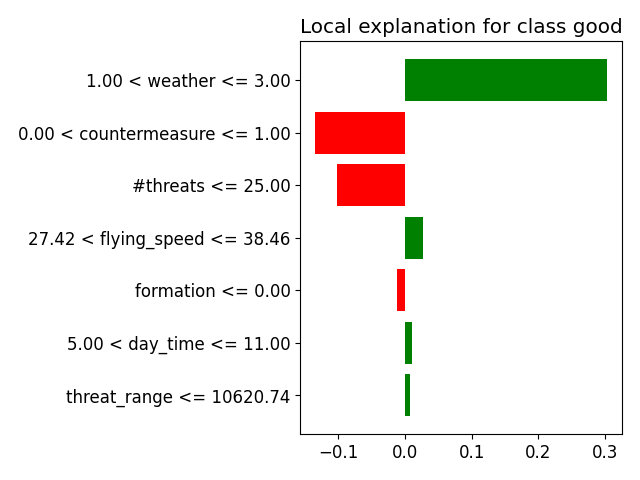 Local explanation for class good
1.00 < weather <= 3.00
0.00 < countermeasure <= 1.00
#threats <= 25.00
27.42 < flying_speed <= 38.46
formation <= 0.00
5.00 < day_time <= 11.00
threat_range <= 10620.74
−0.1 0.0 0.1 0.2 0.3